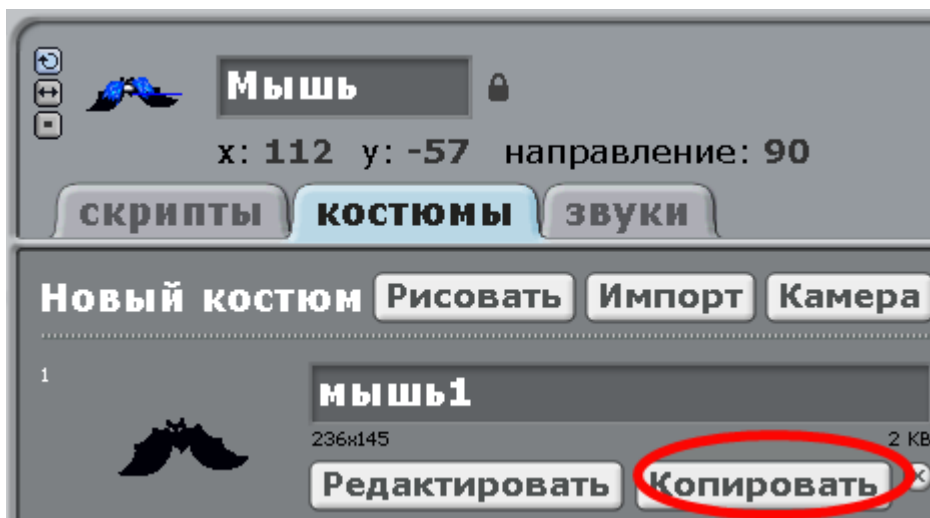 Мышь
x: 112 y: -57 направление: 90
скрипты костюмы звуки
Новый костюм Рисовать Импорт Камера
1
мышь1
236x145 2 KB
Редактировать Копировать